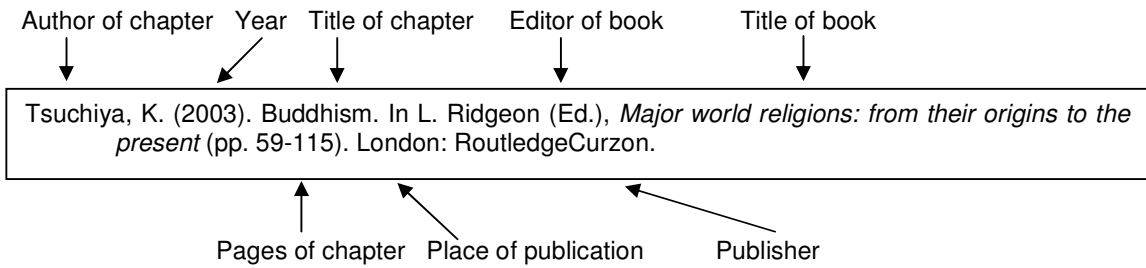 Author of chapter Year Title of chapter Editor of book Title of book
Tsuchiya, K. (2003). Buddhism. In L. Ridgeon (Ed.), Major world religions: from their origins to the
present (pp. 59-115). London: RoutledgeCurzon.
Pages of chapter Place of publication Publisher